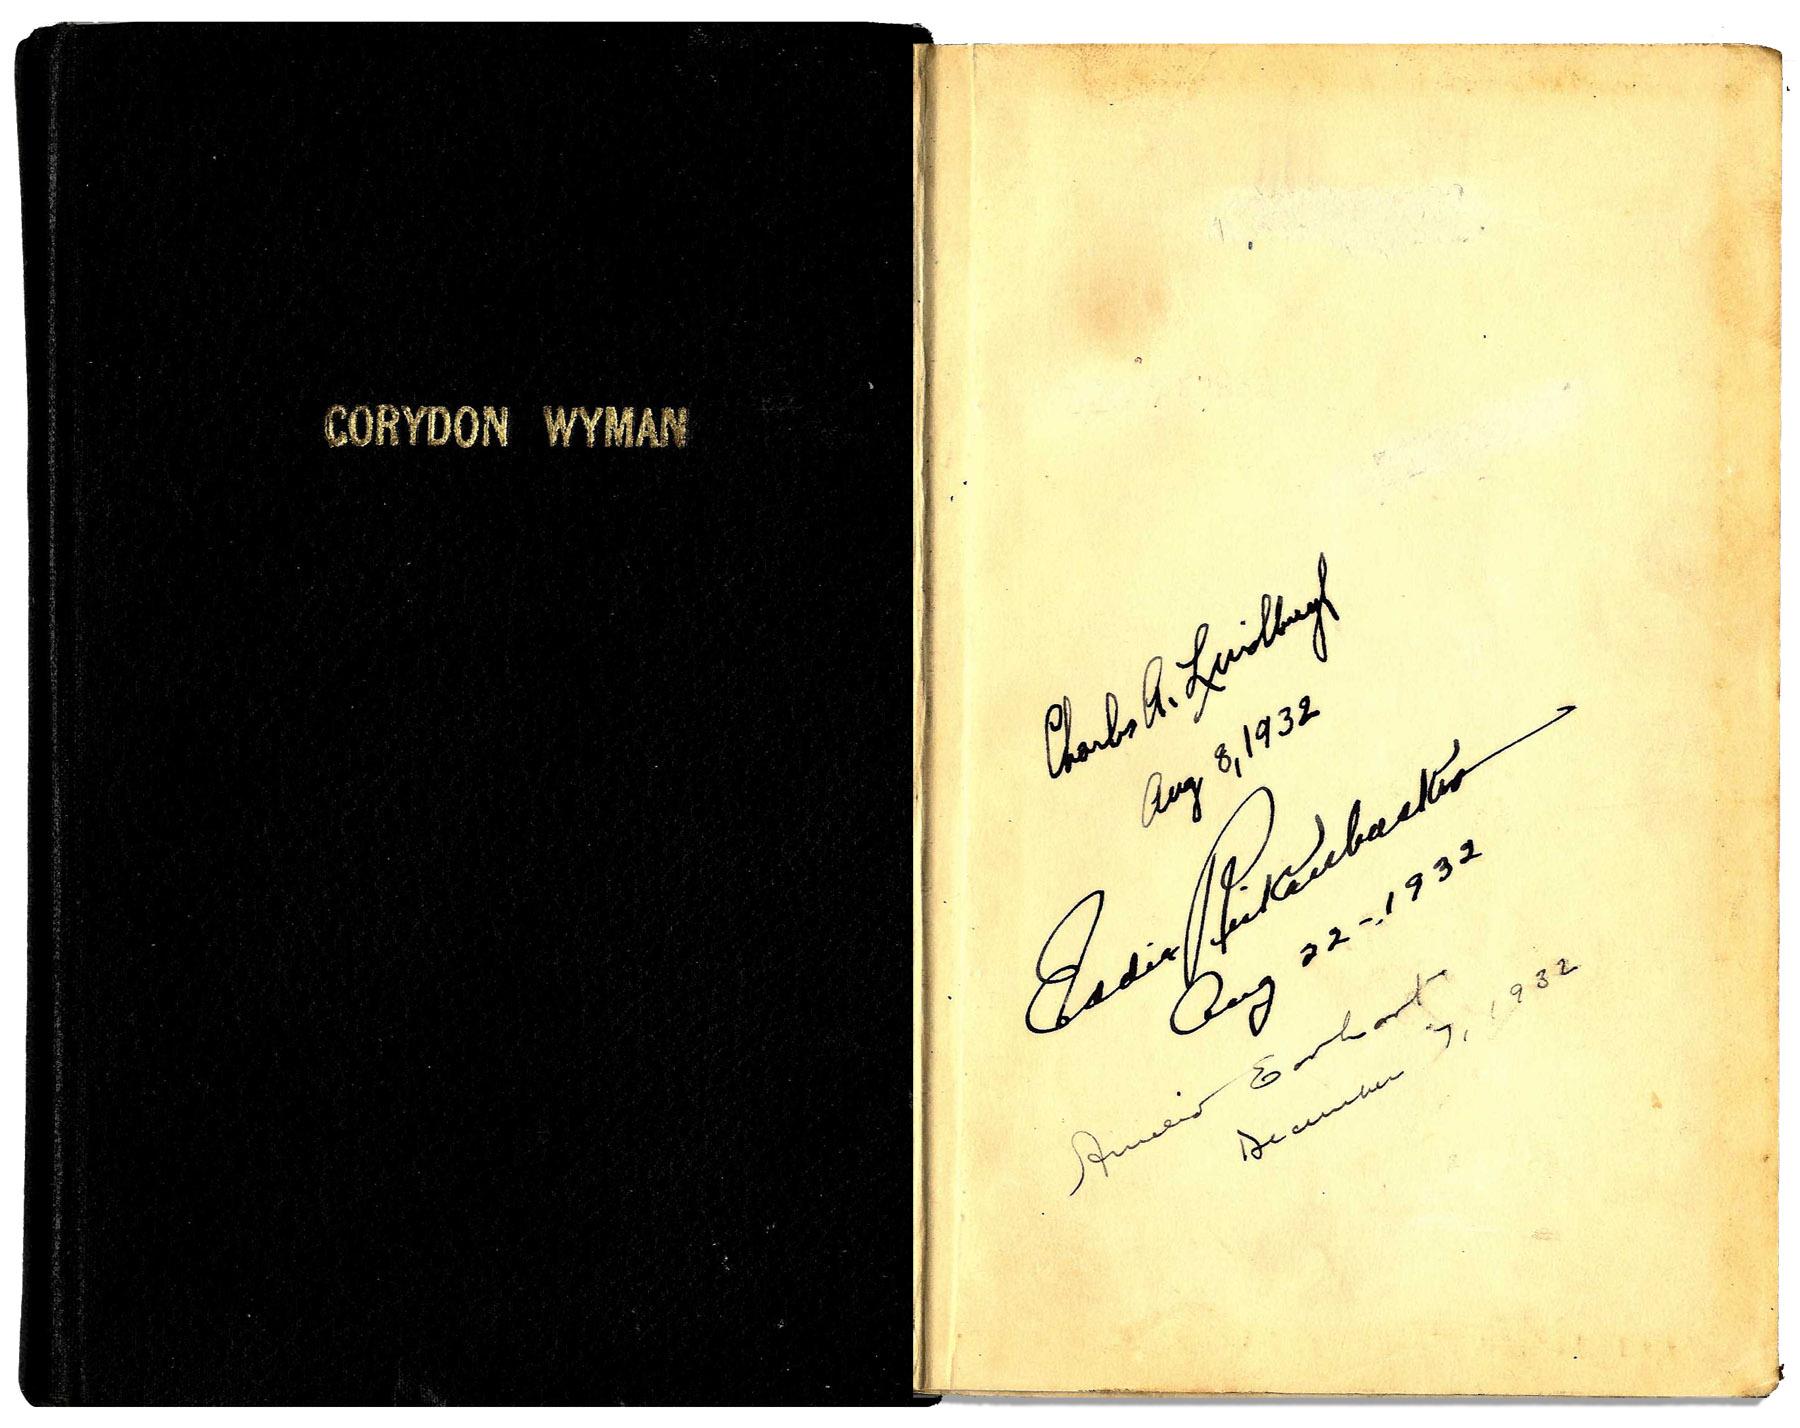 CORYDON WYMAN
Charles A. Lindbergh
Aug 8, 1932
Eddie Rickenbacker
Aug 22-1932
Amelia Earhart
December 7, 1932